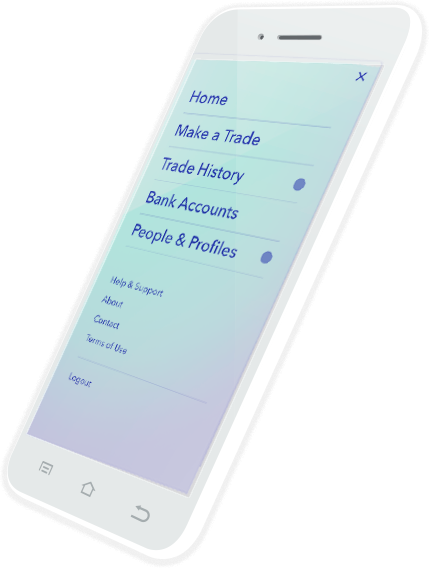 Home
Make a Trade
Trade History
Bank Accounts
People & Profiles
Help & Support
About
Contact
Terms of Use
Logout